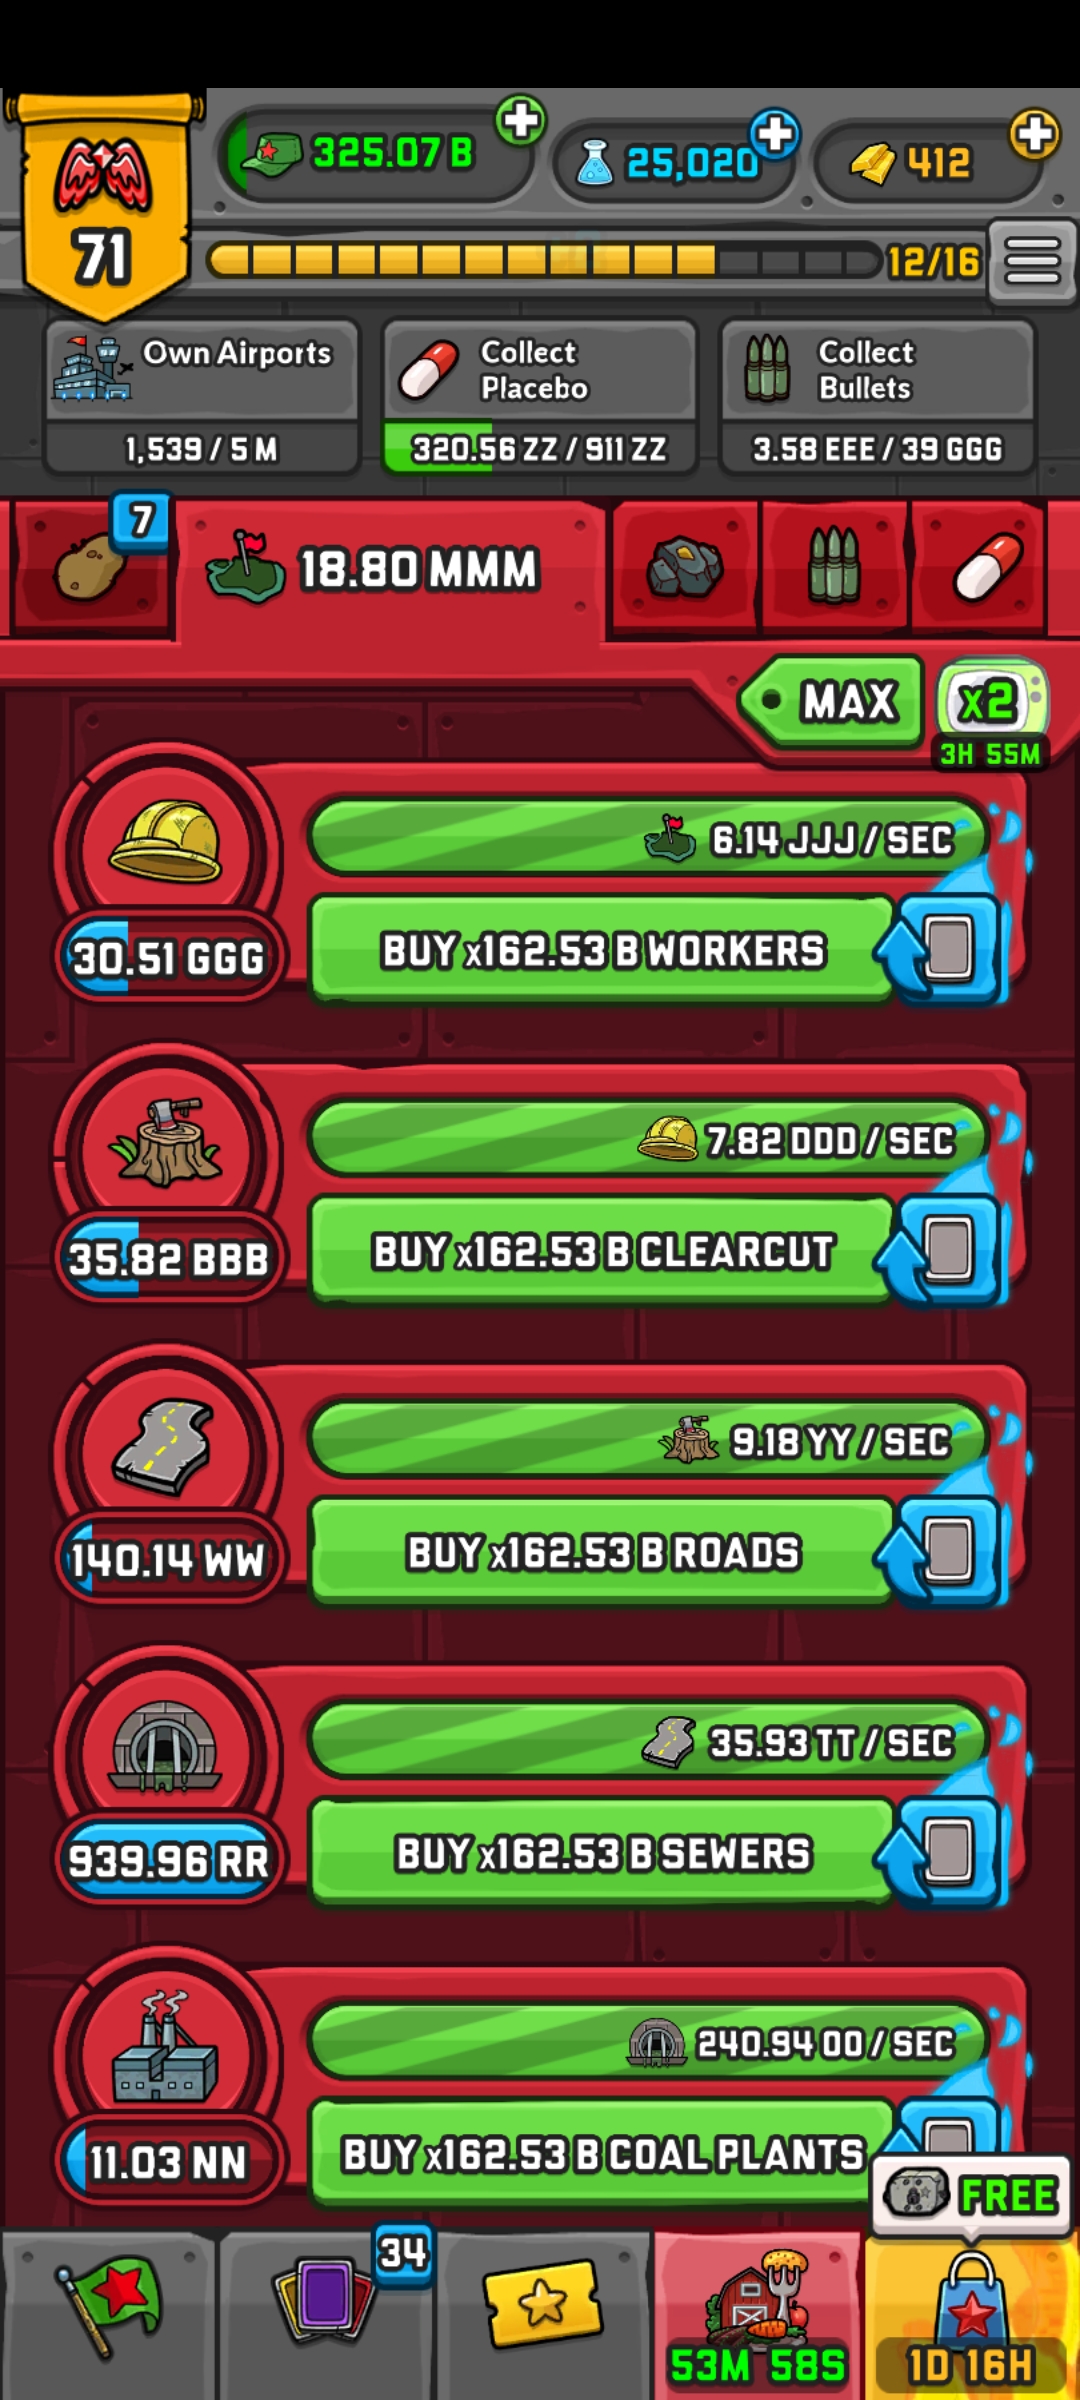 71
325.07 B
25,020
412
12/16
Own Airports
1,539 / 5 M
Collect
Placebo
320.56 ZZ / 911 ZZ
Collect
Bullets
3.58 EEE / 39 GGG
7
18.80 MMM
MAX
x2
3H 55M
6.14 JJJ / SEC
30.51 GGG
BUY x162.53 B WORKERS
7.82 DDD / SEC
35.82 BBB
BUY x162.53 B CLEARCUT
9.18 YY / SEC
140.14 WW
BUY x162.53 B ROADS
35.93 TT / SEC
939.96 RR
BUY x162.53 B SEWERS
240.94 OO / SEC
11.03 NN
BUY x162.53 B COAL PLANTS
FREE
34
53M 58S
1D 16H